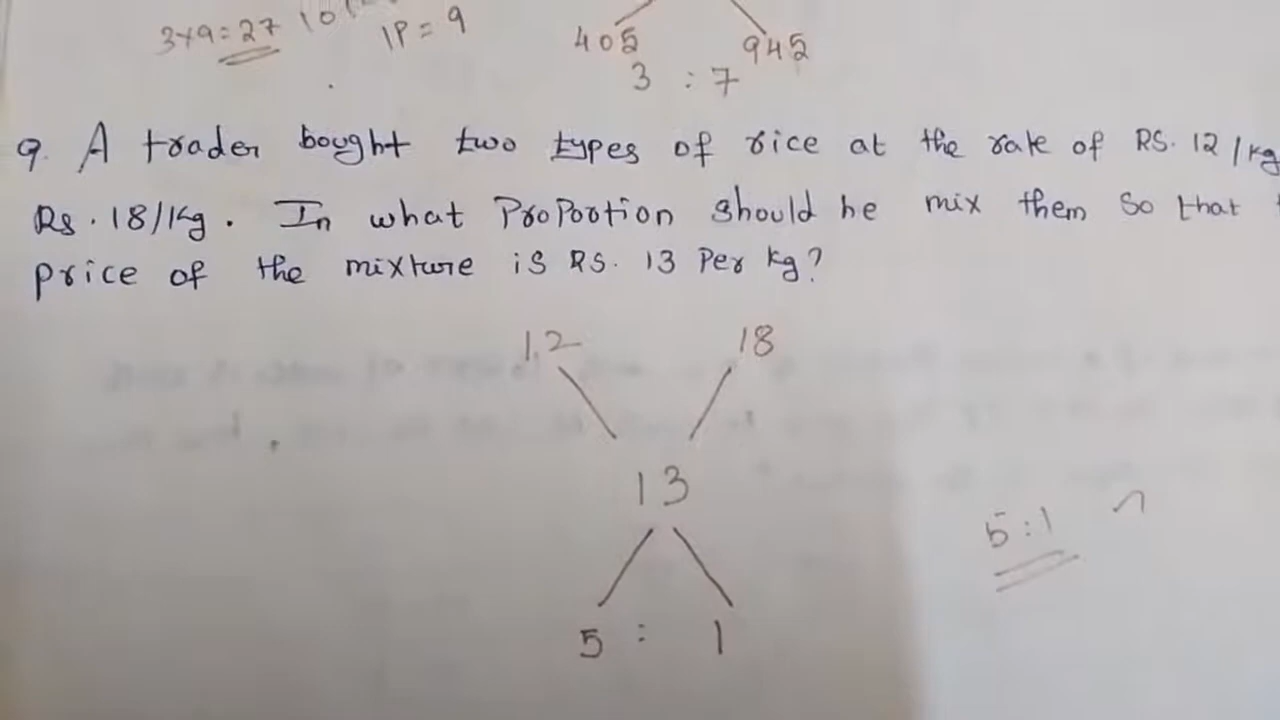 3×9=27
1P = 9
405 945
3 : 7
Q. A trader bought two types of rice at the rate of RS. 12/kg
Rs. 18/kg. In what Proportion should he mix them so that
price of the mixture is RS. 13 Per kg?
12 18
13
5:1
5 : 1